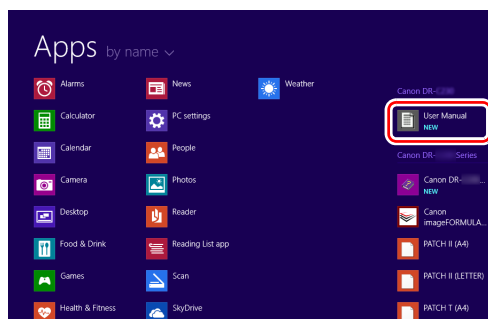 Apps by name
Alarms
Calculator
Calendar
Camera
Desktop
Food & Drink
Games
Health & Fitness
News
PC settings
People
Photos
Reader
Reading List app
Scan
SkyDrive
Weather
Canon DR-
User Manual
NEW
Canon DR- Series
Canon DR- ...
NEW
Canon
imageFORMULA...
PATCH II (A4)
PATCH II (LETTER)
PATCH T (A4)